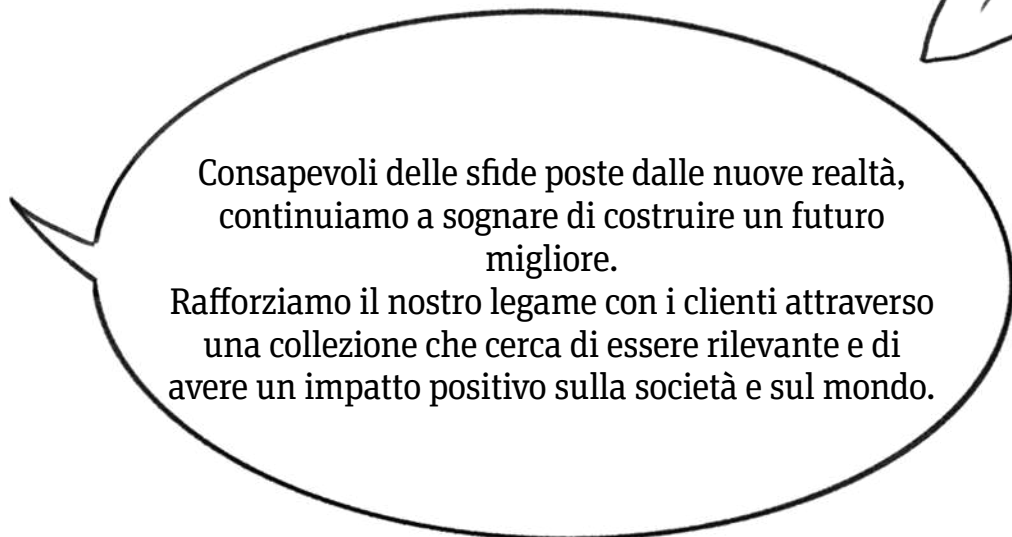 Consapevoli delle sfide poste dalle nuove realtà,
continuiamo a sognare di costruire un futuro
migliore.
Rafforziamo il nostro legame con i clienti attraverso
una collezione che cerca di essere rilevante e di
avere un impatto positivo sulla società e sul mondo.